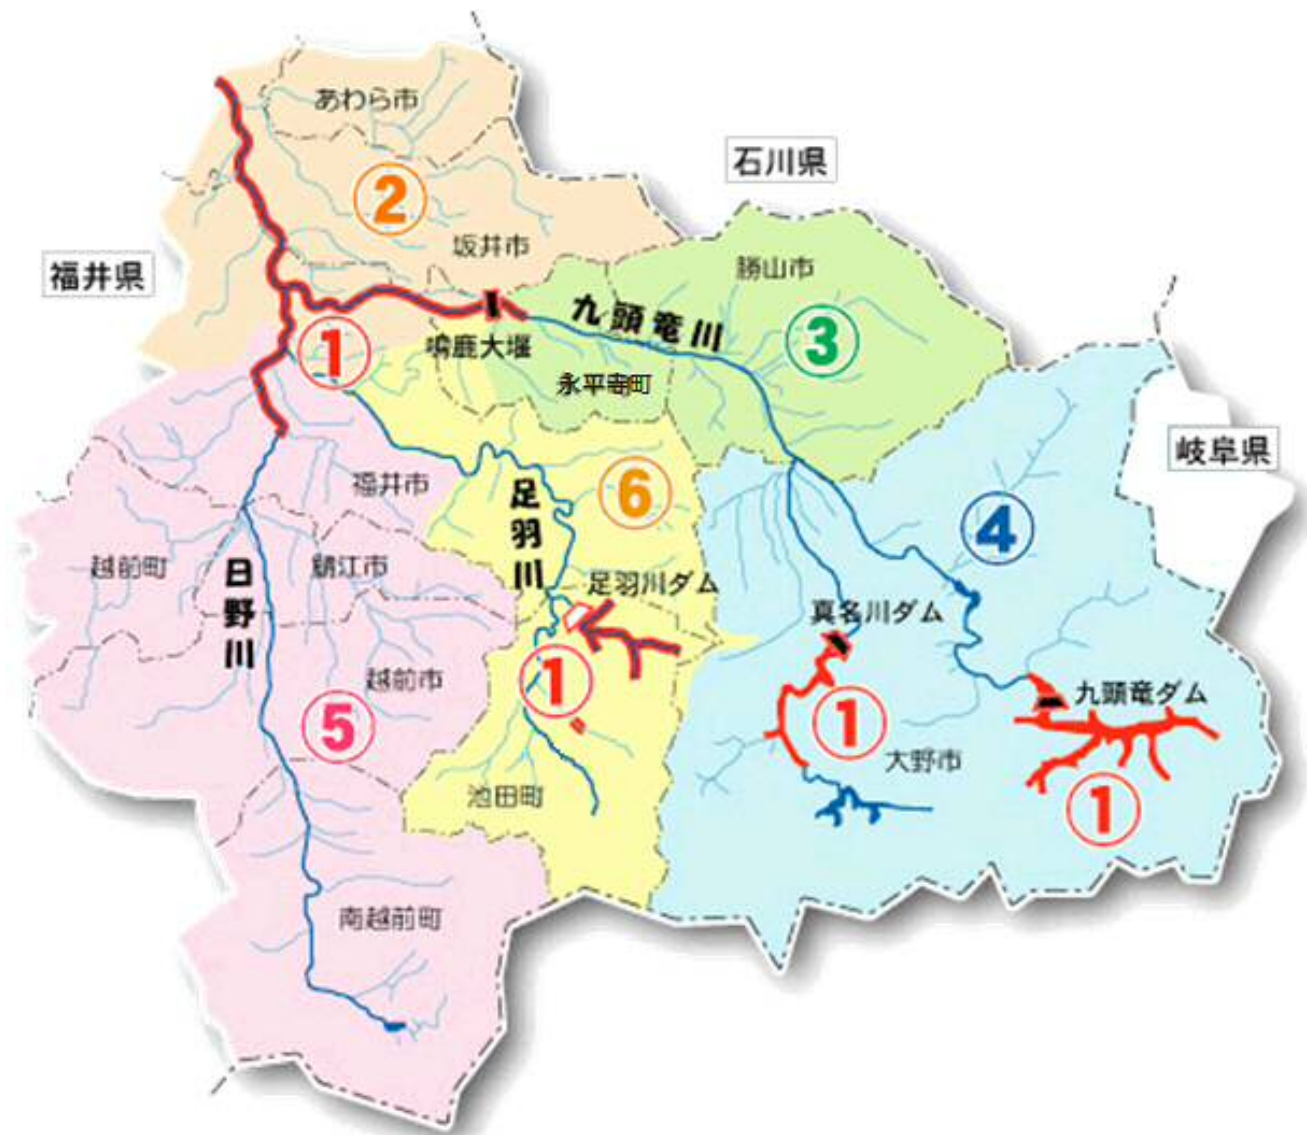 あわら市
石川県
②
坂井市
勝山市
福井県
九頭竜川
①
鳴鹿大堰
③
永平寺町
岐阜県
福井市
足羽川
⑥
④
越前町
日野川
鯖江市
足羽川ダム
真名川ダム
越前市
①
九頭竜ダム
⑤
①
大野市
池田町
①
南越前町